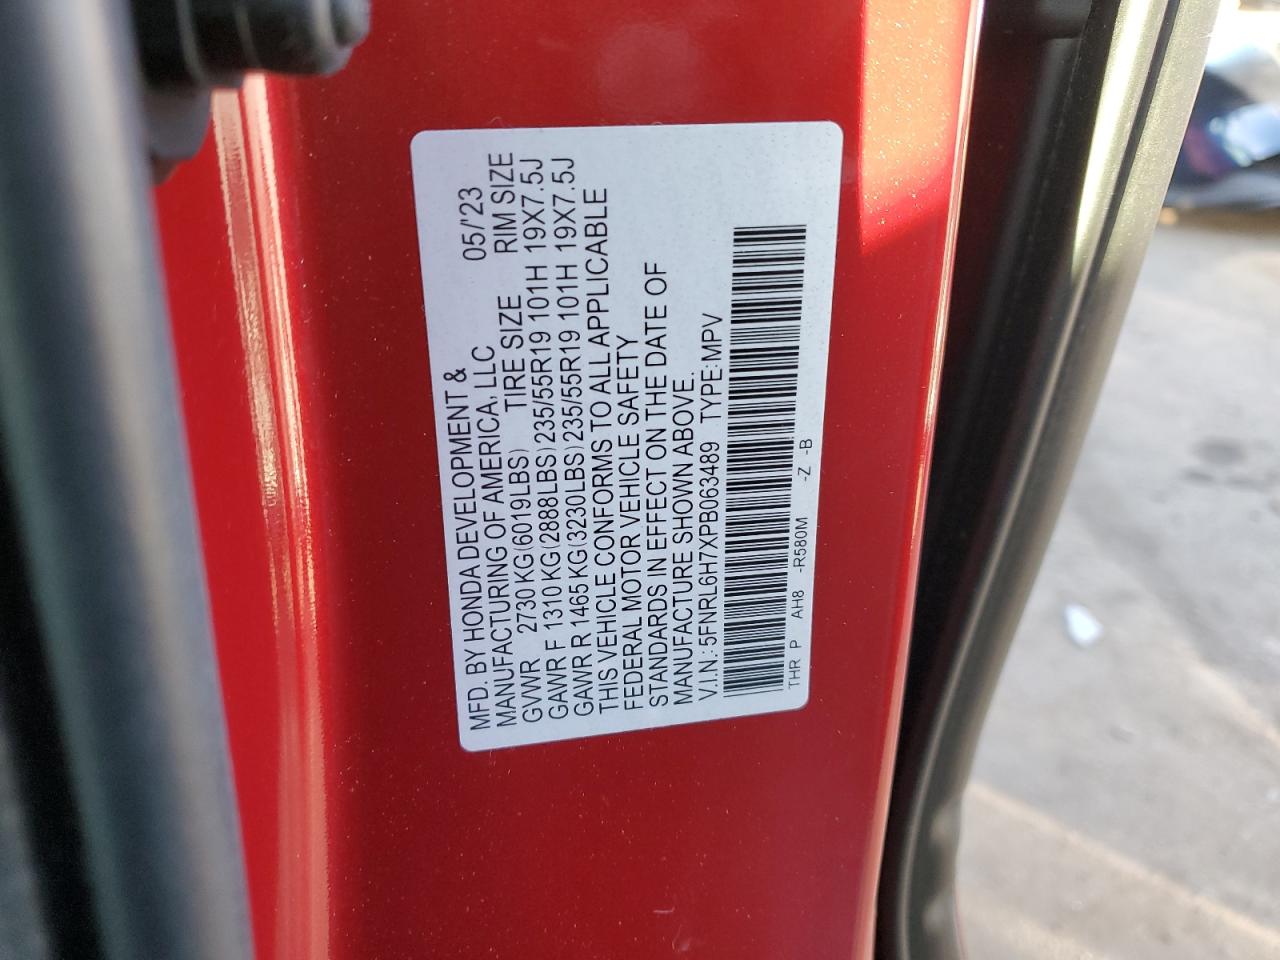 MFD. BY HONDA DEVELOPMENT & 05/'23
MANUFACTURING OF AMERICA, LLC RIM SIZE
GVWR 2730 KG(6019LBS) TIRE SIZE
GAWR F 1310 KG(2888LBS) 235/55R19 101H 19X7.5J
GAWR R 1465 KG(3230LBS) 235/55R19 101H 19X7.5J
THIS VEHICLE CONFORMS TO ALL APPLICABLE
FEDERAL MOTOR VEHICLE SAFETY
STANDARDS IN EFFECT ON THE DATE OF
MANUFACTURE SHOWN ABOVE.
V.I.N.: 5FNRL6H7XPB063489 TYPE:MPV
THR P AH8 -R580M -Z -B